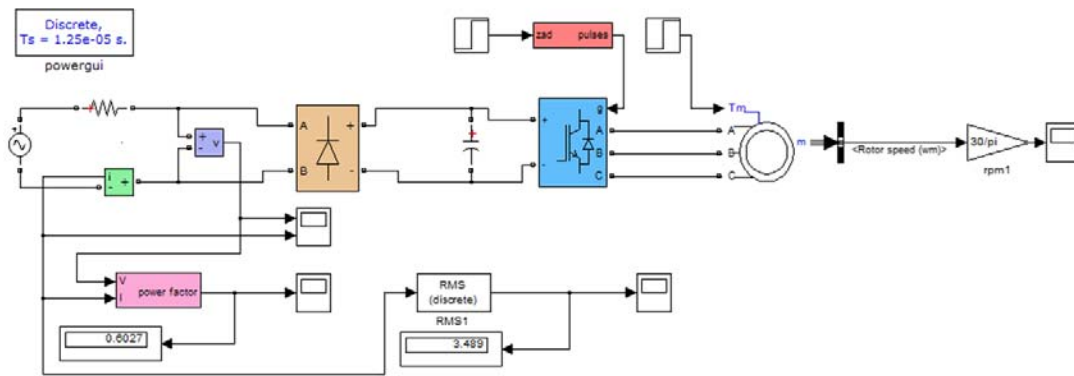 Discrete,
Ts = 1.25e-05 s.
powergui
zad pulses
g
A
B
C
+
-
A
B
+
-
+
-
v
i
-
+
Tm
A
B
C
m
<Rotor speed (wm)>
30/pi
rpm1
V
I
power factor
0.6027
RMS
(discrete)
RMS1
3.489